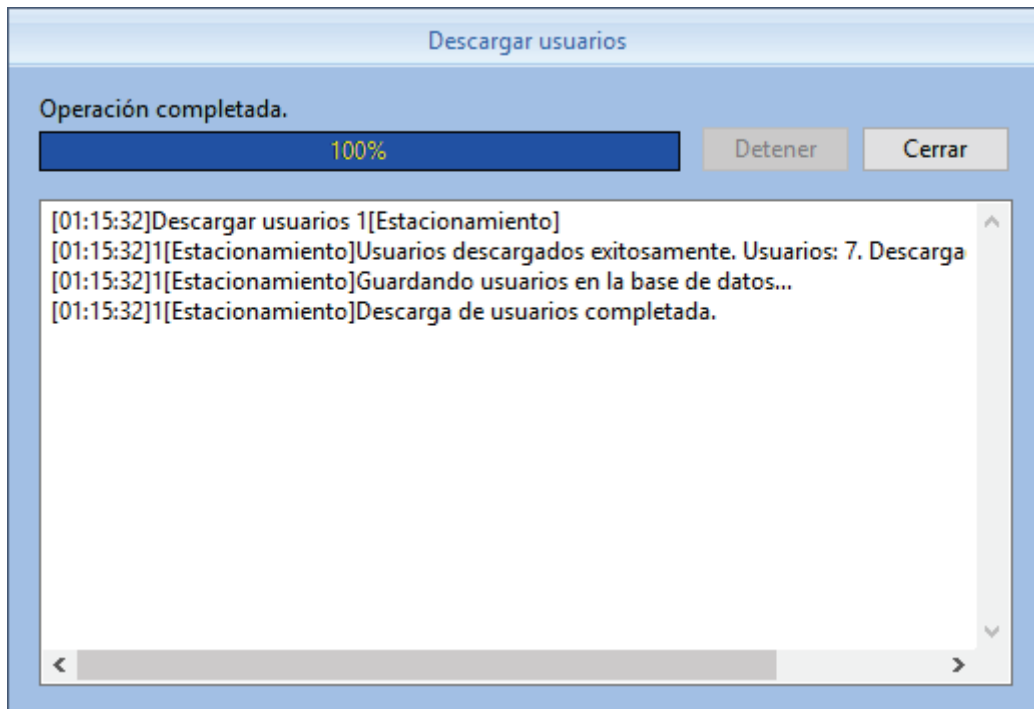 Descargar usuarios
Operación completada.
100%
Detener
Cerrar
[01:15:32]Descargar usuarios 1[Estacionamiento]
[01:15:32]1[Estacionamiento]Usuarios descargados exitosamente. Usuarios: 7. Descarga
[01:15:32]1[Estacionamiento]Guardando usuarios en la base de datos...
[01:15:32]1[Estacionamiento]Descarga de usuarios completada.